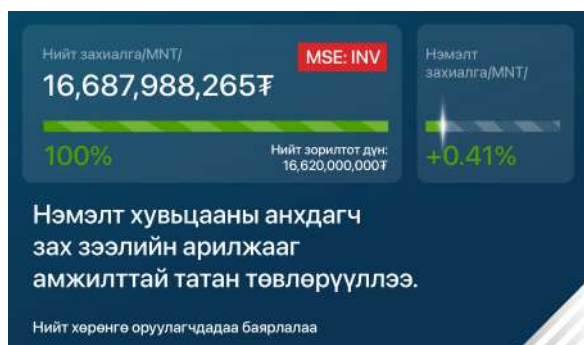 Нийт захиалга/MNT/
MSE: INV
16,687,988,265₮
100%
Нийт зорилтот дүн:
16,620,000,000₮
Нэмэлт
захиалга/MNT/
+0.41%
Нэмэлт хувьцааны анхдагч
зах зээлийн арилжааг
амжилттай татан төвлөрүүллээ.
Нийт хөрөнгө оруулагчдадаа баярлалаа